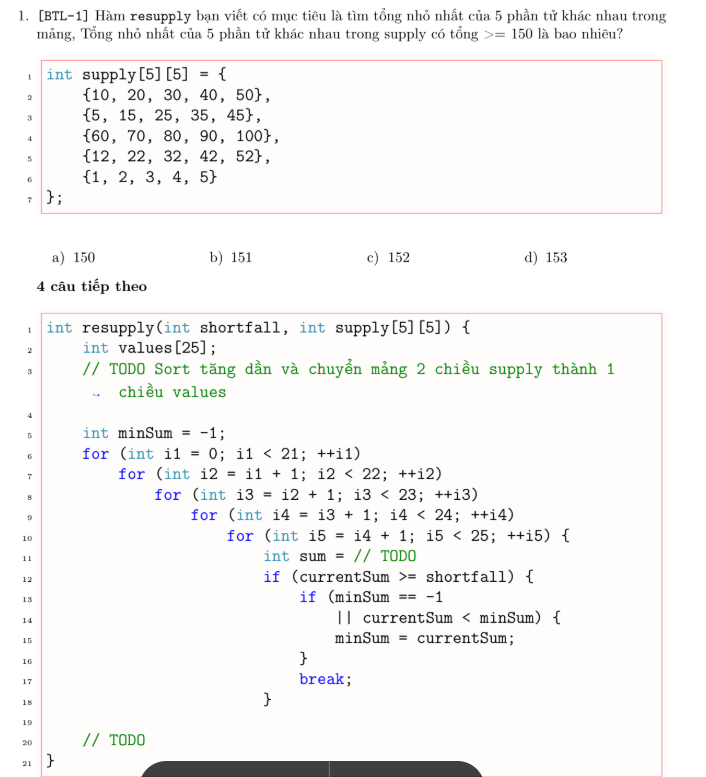 1. [BTL-1] Hàm resupply bạn viết có mục tiêu là tìm tổng nhỏ nhất của 5 phần tử khác nhau trong
mảng, Tổng nhỏ nhất của 5 phần tử khác nhau trong supply có tổng >= 150 là bao nhiêu?
1 int supply[5][5] = {
2 {10, 20, 30, 40, 50},
3 {5, 15, 25, 35, 45},
4 {60, 70, 80, 90, 100},
5 {12, 22, 32, 42, 52},
6 {1, 2, 3, 4, 5}
7 };
a) 150 b) 151 c) 152 d) 153
4 câu tiếp theo
1 int resupply(int shortfall, int supply[5][5]) {
2 int values[25];
3 // TODO Sort tăng dần và chuyển mảng 2 chiều supply thành 1
→ chiều values
4
5 int minSum = -1;
6 for (int i1 = 0; i1 < 21; ++i1)
7 for (int i2 = i1 + 1; i2 < 22; ++i2)
8 for (int i3 = i2 + 1; i3 < 23; ++i3)
9 for (int i4 = i3 + 1; i4 < 24; ++i4)
10 for (int i5 = i4 + 1; i5 < 25; ++i5) {
11 int sum = // TODO
12 if (currentSum >= shortfall) {
13 if (minSum == -1
14 || currentSum < minSum) {
15 minSum = currentSum;
16 }
17 break;
18 }
19
20 // TODO
21 }